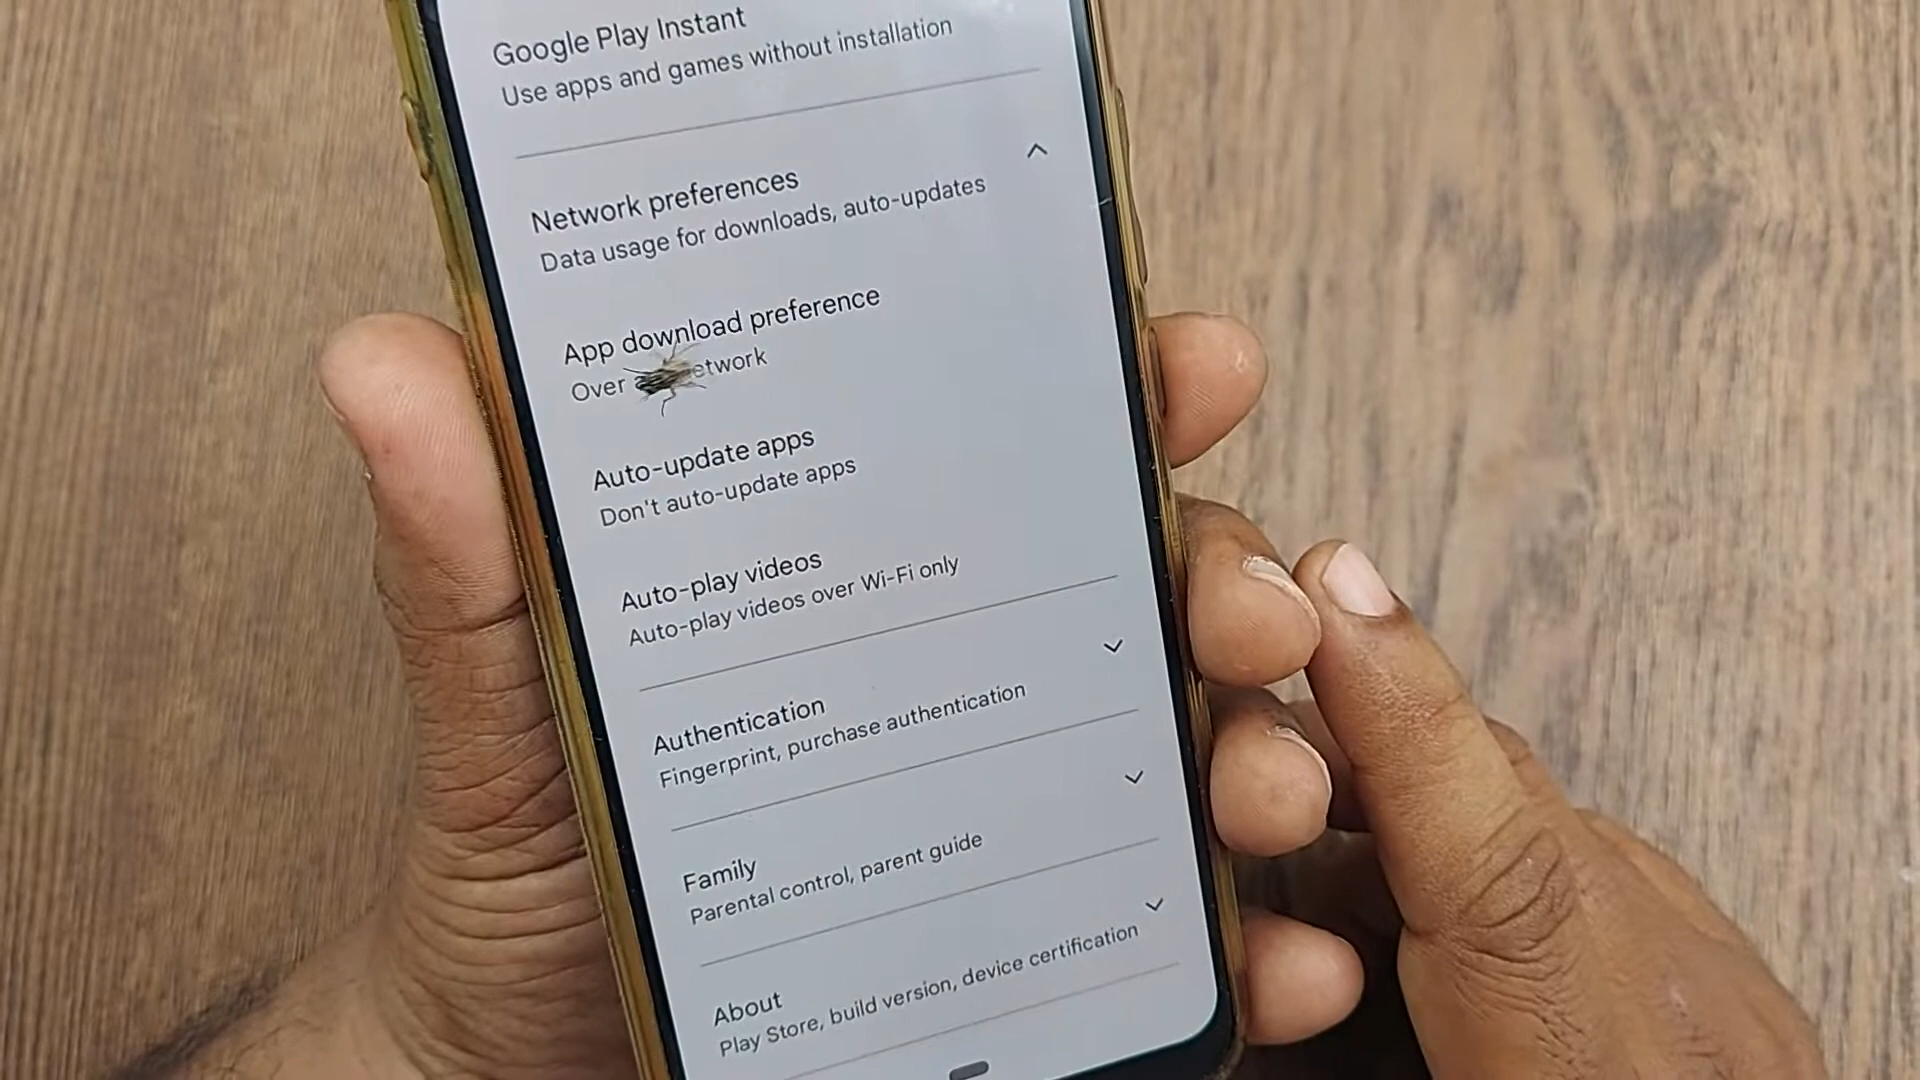 Google Play Instant
Use apps and games without installation
Network preferences
Data usage for downloads, auto-updates
App download preference
Over
Auto-update apps
Don't auto-update apps
Auto-play videos
Auto-play videos over Wi-Fi only
Authentication
Fingerprint, purchase authentication
Family
Parental control, parent guide
About
Play Store, build version, device certification